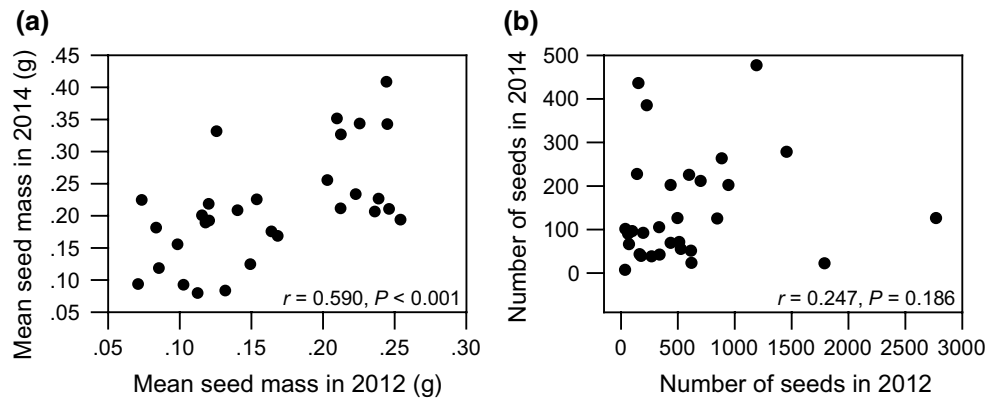 (a)
Mean seed mass in 2014 (g)
.45
.40
.35
.30
.25
.20
.15
.10
.05
r = 0.590, P < 0.001
.05 .10 .15 .20 .25 .30
Mean seed mass in 2012 (g)
(b)
Number of seeds in 2014
500
400
300
200
100
0
r = 0.247, P = 0.186
0 500 1000 1500 2000 2500 3000
Number of seeds in 2012